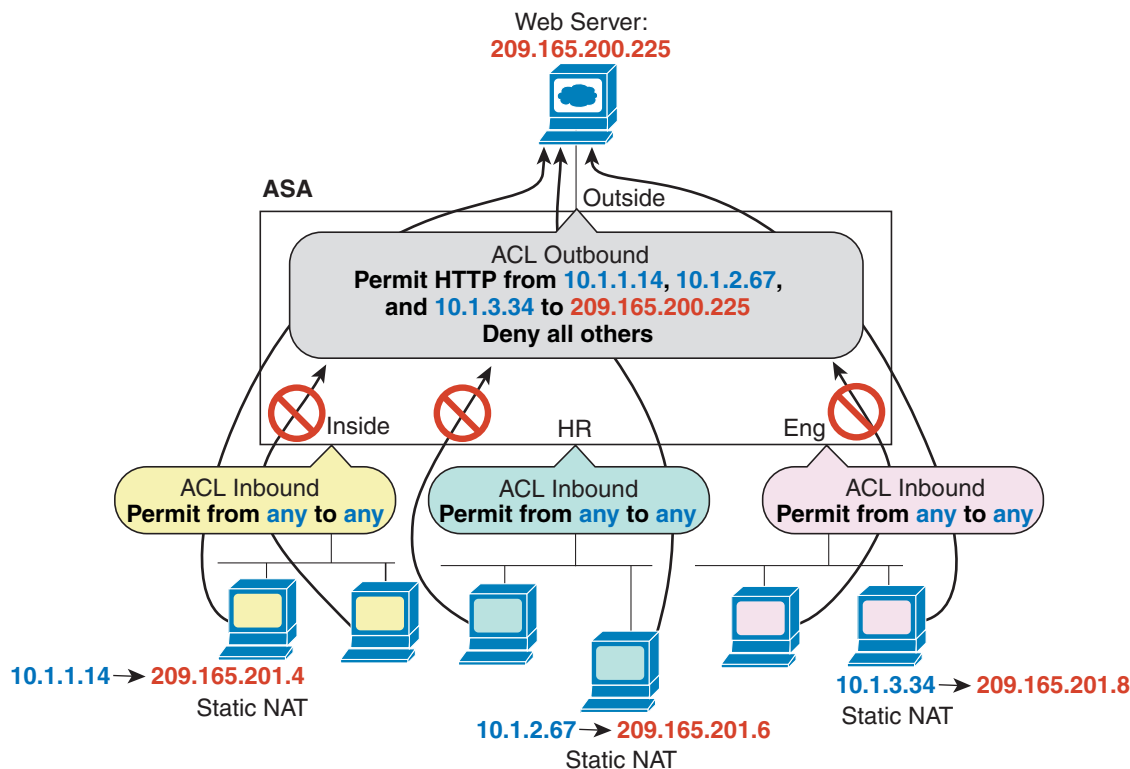 Web Server:
209.165.200.225
ASA
Outside
ACL Outbound
Permit HTTP from 10.1.1.14, 10.1.2.67,
and 10.1.3.34 to 209.165.200.225
Deny all others
Inside
HR
Eng
ACL Inbound
Permit from any to any
ACL Inbound
Permit from any to any
ACL Inbound
Permit from any to any
10.1.1.14 209.165.201.4
Static NAT
10.1.2.67 209.165.201.6
Static NAT
10.1.3.34 209.165.201.8
Static NAT